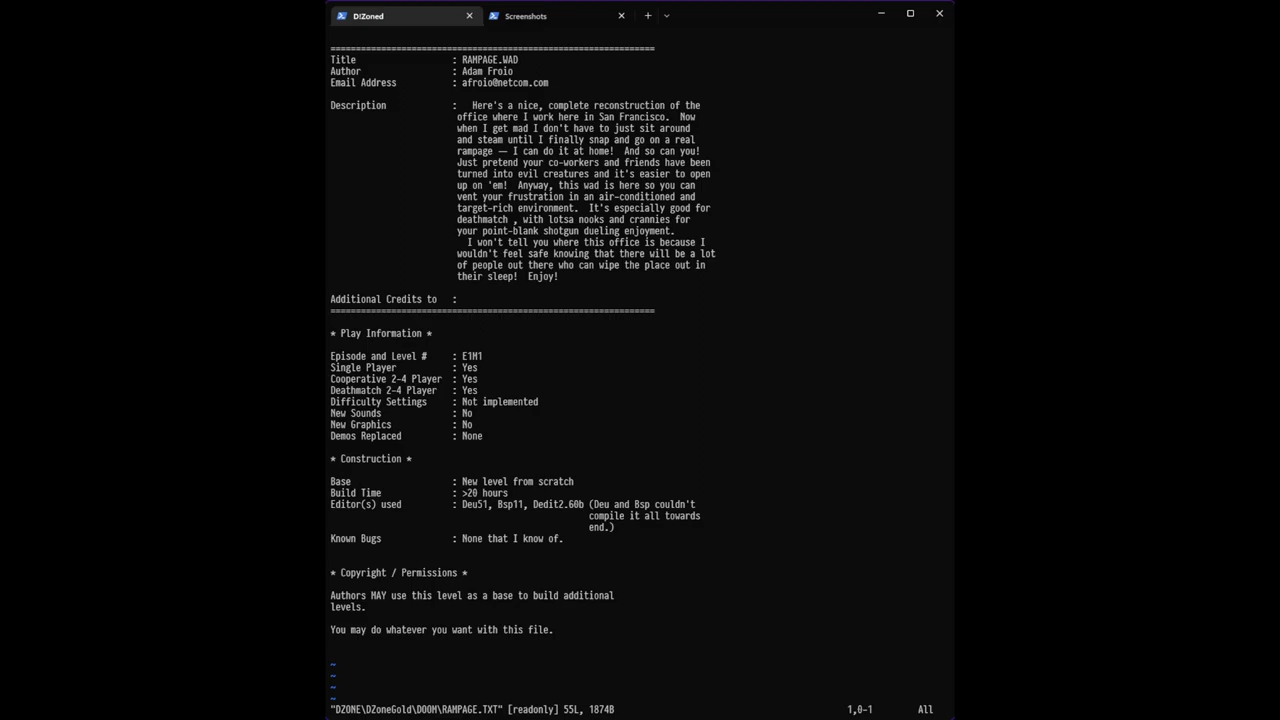 D!Zoned
Screenshots
================================================================
Title : RAMPAGE.WAD
Author : Adam Froio
Email Address : afroio@netcom.com
Description : Here's a nice, complete reconstruction of the
office where I work here in San Francisco. Now
when I get mad I don't have to just sit around
and steam until I finally snap and go on a real
rampage — I can do it at home! And so can you!
Just pretend your co-workers and friends have been
turned into evil creatures and it's easier to open
up on 'em! Anyway, this wad is here so you can
vent your frustration in an air-conditioned and
target-rich environment. It's especially good for
deathmatch , with lotsa nooks and crannies for
your point-blank shotgun dueling enjoyment.
I won't tell you where this office is because I
wouldn't feel safe knowing that there will be a lot
of people out there who can wipe the place out in
their sleep! Enjoy!
Additional Credits to :
================================================================
* Play Information *
Episode and Level # : E1M1
Single Player : Yes
Cooperative 2-4 Player : Yes
Deathmatch 2-4 Player : Yes
Difficulty Settings : Not implemented
New Sounds : No
New Graphics : No
Demos Replaced : None
* Construction *
Base : New level from scratch
Build Time : >20 hours
Editor(s) used : Deu51, Bsp11, Dedit2.60b (Deu and Bsp couldn't
compile it all towards
end.)
Known Bugs : None that I know of.
* Copyright / Permissions *
Authors MAY use this level as a base to build additional
levels.
You may do whatever you want with this file.
~
~
~
~
"DZONE\DZoneGold\DOOM\RAMPAGE.TXT" [readonly] 55L, 1874B 1,0-1 All